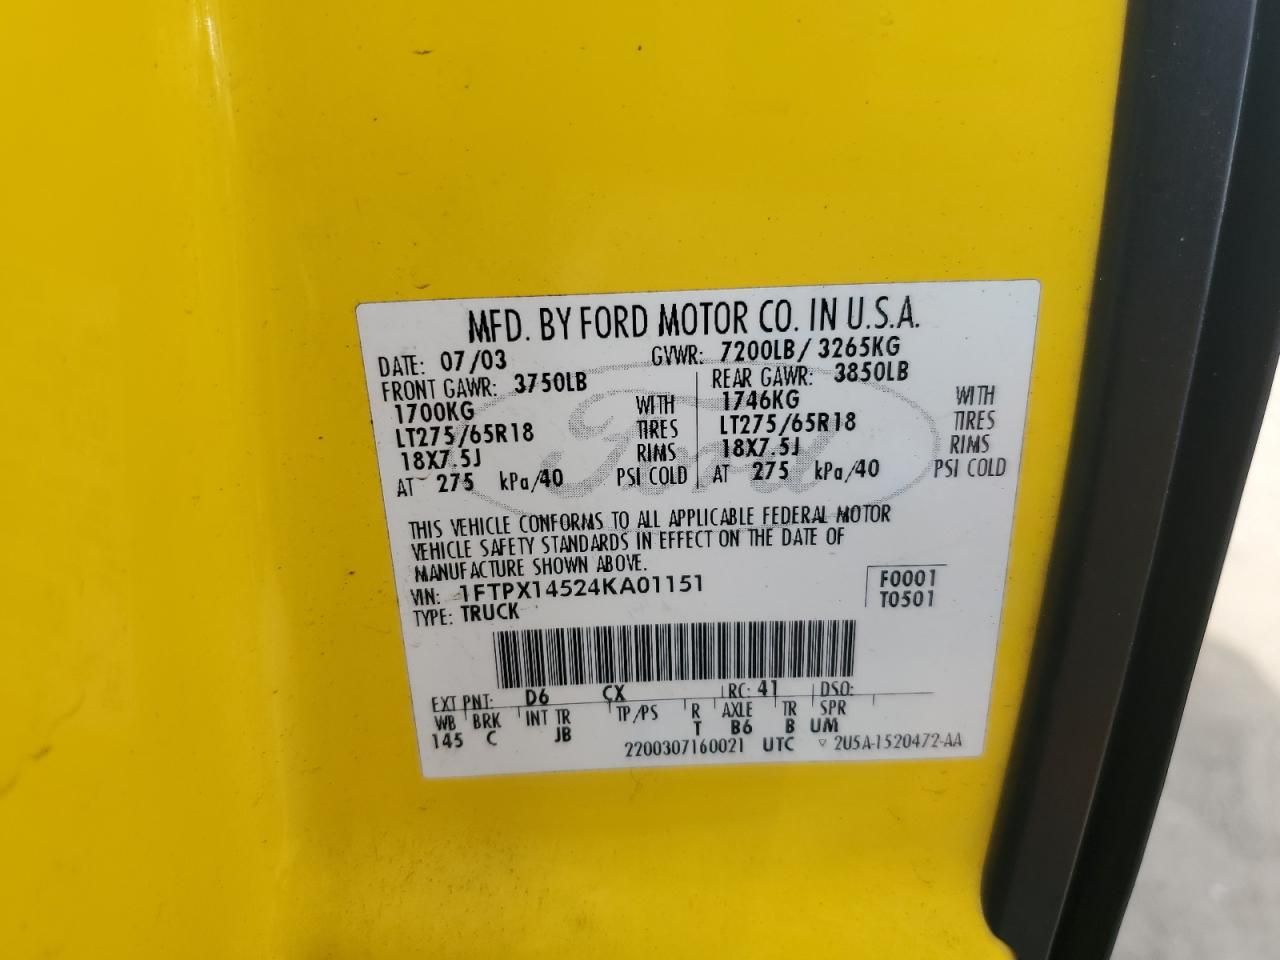 MFD. BY FORD MOTOR CO. IN U.S.A.
DATE: 07/03 GVWR: 7200LB/ 3265KG
FRONT GAWR: 3750LB REAR GAWR: 3850LB
1700KG WITH 1746KG WITH
LT275/65R18 TIRES LT275/65R18 TIRES
18X7.5J RIMS 18X7.5J RIMS
AT 275 kPa/40 PSI COLD AT 275 kPa/40 PSI COLD
Ford
THIS VEHICLE CONFORMS TO ALL APPLICABLE FEDERAL MOTOR
VEHICLE SAFETY STANDARDS IN EFFECT ON THE DATE OF
MANUFACTURE SHOWN ABOVE.
VIN: 1FTPX14524KA01151 F0001
TYPE: TRUCK T0501
EXT PNT: D6 CX RC: 41 DSO:
WB BRK INT TR TP/PS R AXLE TR SPR
145 C JB T B6 B UM
2200307160021 UTC ▽ 2U5A-1520472-AA